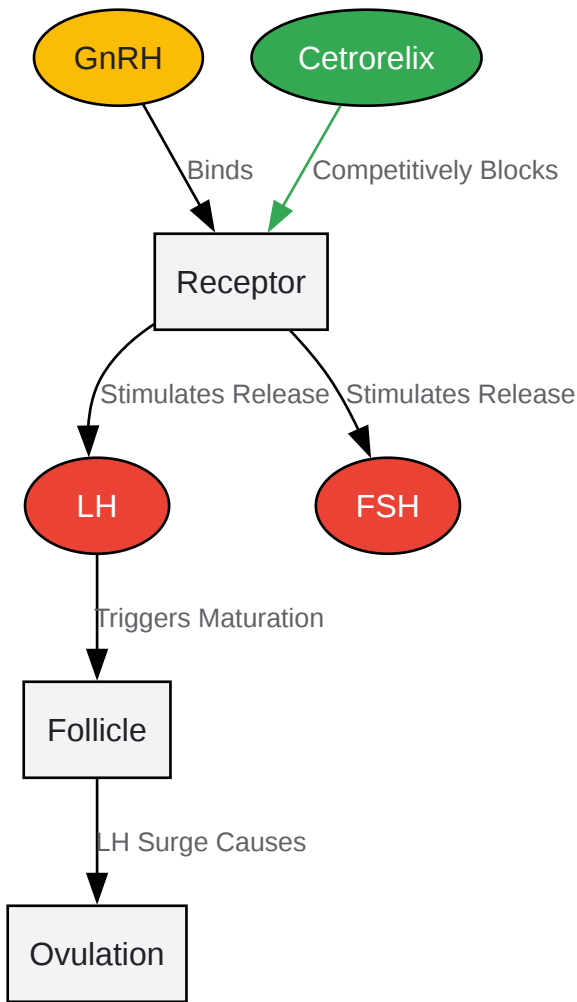 GnRH
Cetrorelix
Binds
Competitively Blocks
Receptor
Stimulates Release
Stimulates Release
LH
FSH
Triggers Maturation
Follicle
LH Surge Causes
Ovulation